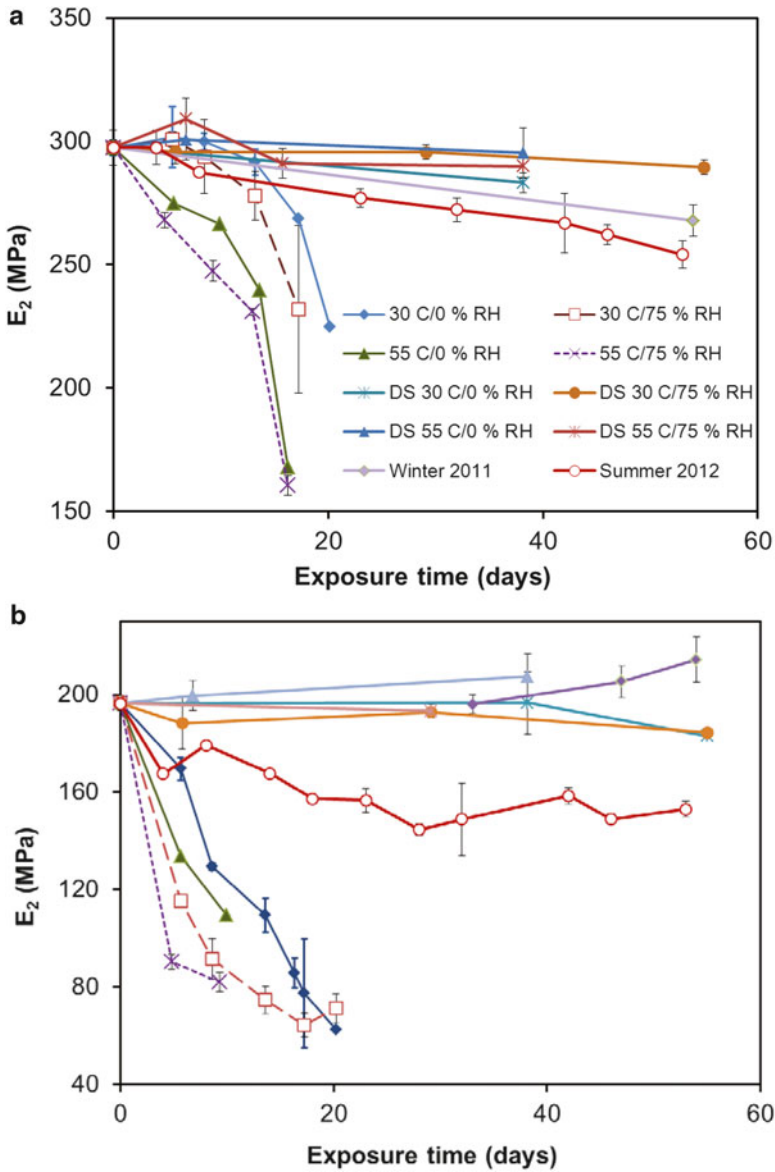 a
350
300
250
200
150
E2 (MPa)
30 C/0 % RH
30 C/75 % RH
55 C/0 % RH
55 C/75 % RH
DS 30 C/0 % RH
DS 30 C/75 % RH
DS 55 C/0 % RH
DS 55 C/75 % RH
Winter 2011
Summer 2012
0
20
40
60
Exposure time (days)
b
200
160
120
80
40
E2 (MPa)
0
20
40
60
Exposure time (days)